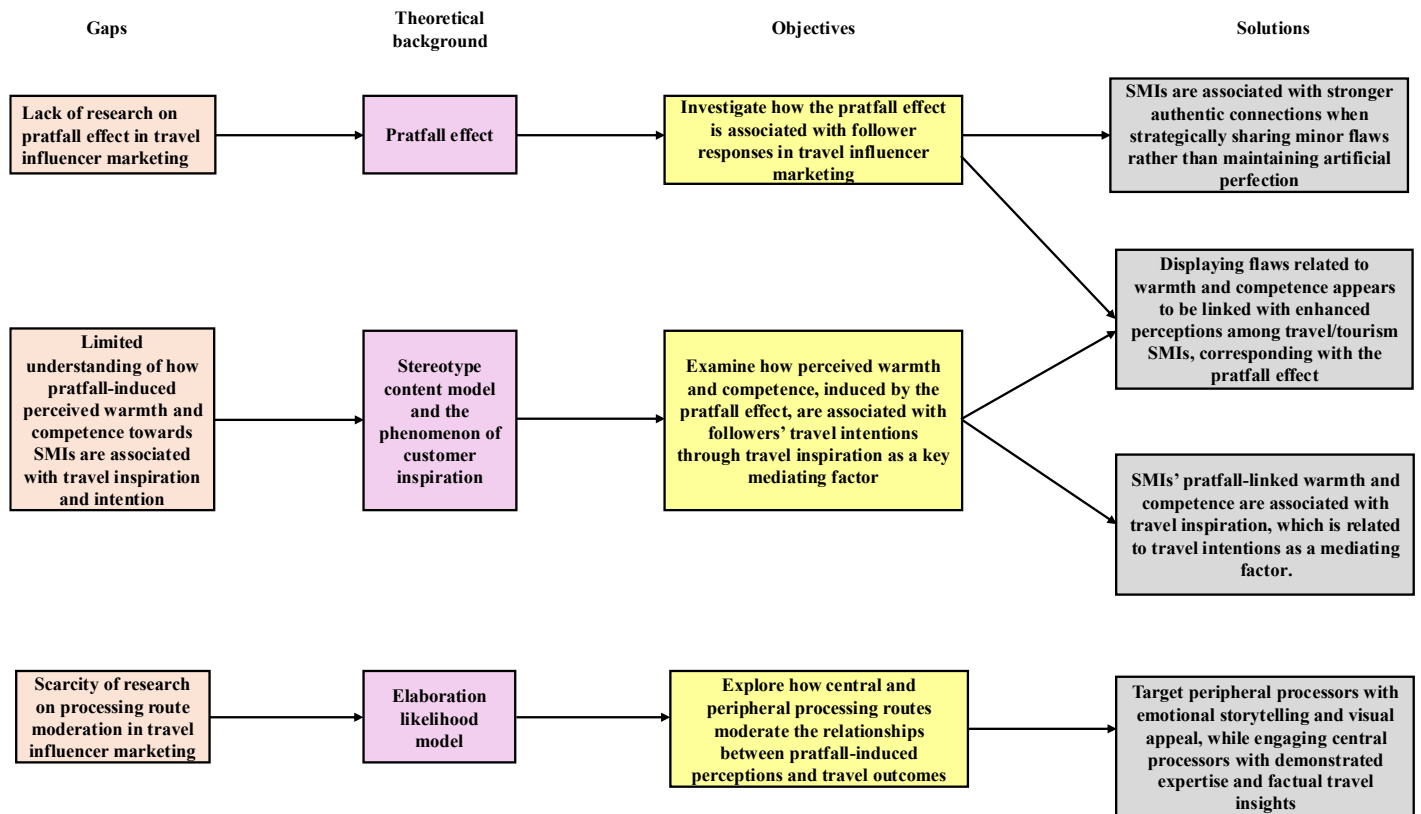 Gaps
Theoretical
background
Objectives
Solutions
Lack of research on
pratfall effect in travel
influencer marketing
Pratfall effect
Investigate how the pratfall effect
is associated with follower
responses in travel influencer
marketing
SMIs are associated with stronger
authentic connections when
strategically sharing minor flaws
rather than maintaining artificial
perfection
Displaying flaws related to
warmth and competence appears
to be linked with enhanced
perceptions among travel/tourism
SMIs, corresponding with the
pratfall effect
Limited
understanding of how
pratfall-induced
perceived warmth and
competence towards
SMIs are associated
with travel inspiration
and intention
Stereotype
content model
and the
phenomenon of
customer
inspiration
Examine how perceived warmth
and competence, induced by the
pratfall effect, are associated with
followers’ travel intentions
through travel inspiration as a key
mediating factor
SMIs’ pratfall-linked warmth and
competence are associated with
travel inspiration, which is related
to travel intentions as a mediating
factor.
Scarcity of research
on processing route
moderation in travel
influencer marketing
Elaboration
likelihood
model
Explore how central and
peripheral processing routes
moderate the relationships
between pratfall-induced
perceptions and travel outcomes
Target peripheral processors with
emotional storytelling and visual
appeal, while engaging central
processors with demonstrated
expertise and factual travel
insights